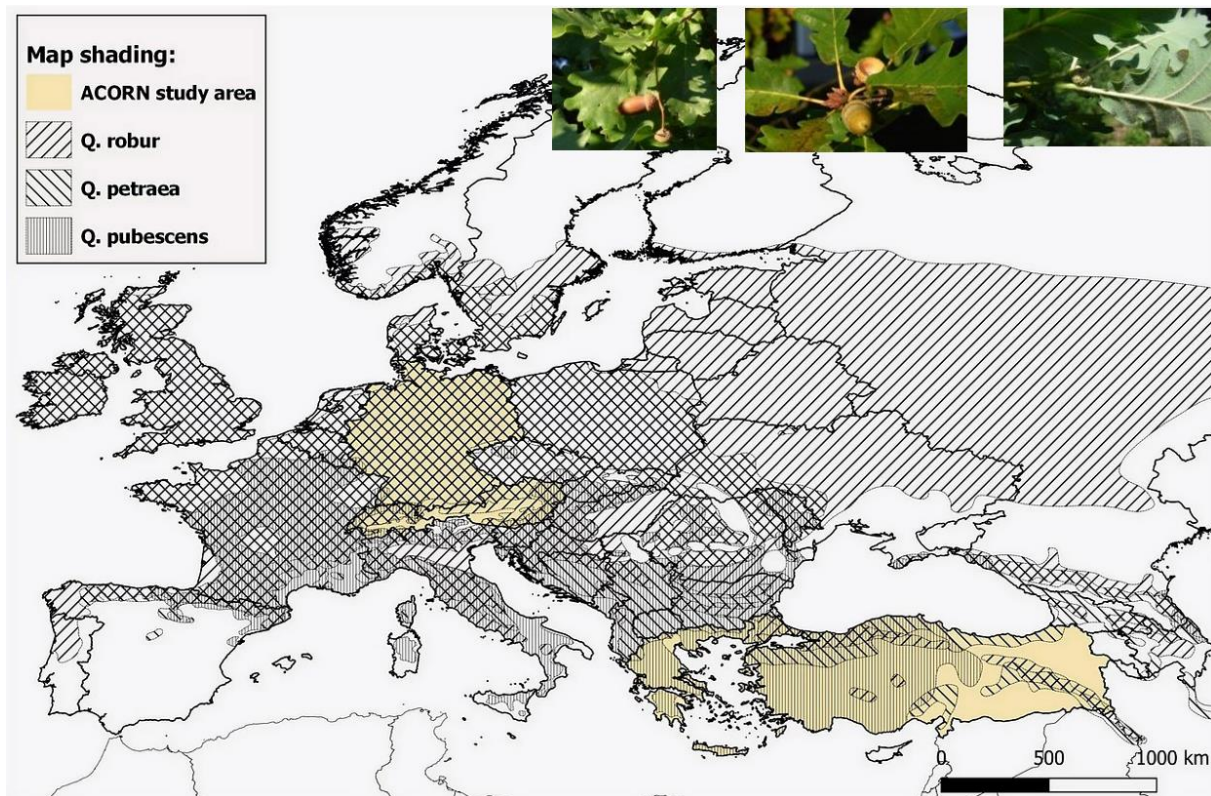 Map shading:
ACORN study area
Q. robur
Q. petraea
Q. pubescens
0 500 1000 km